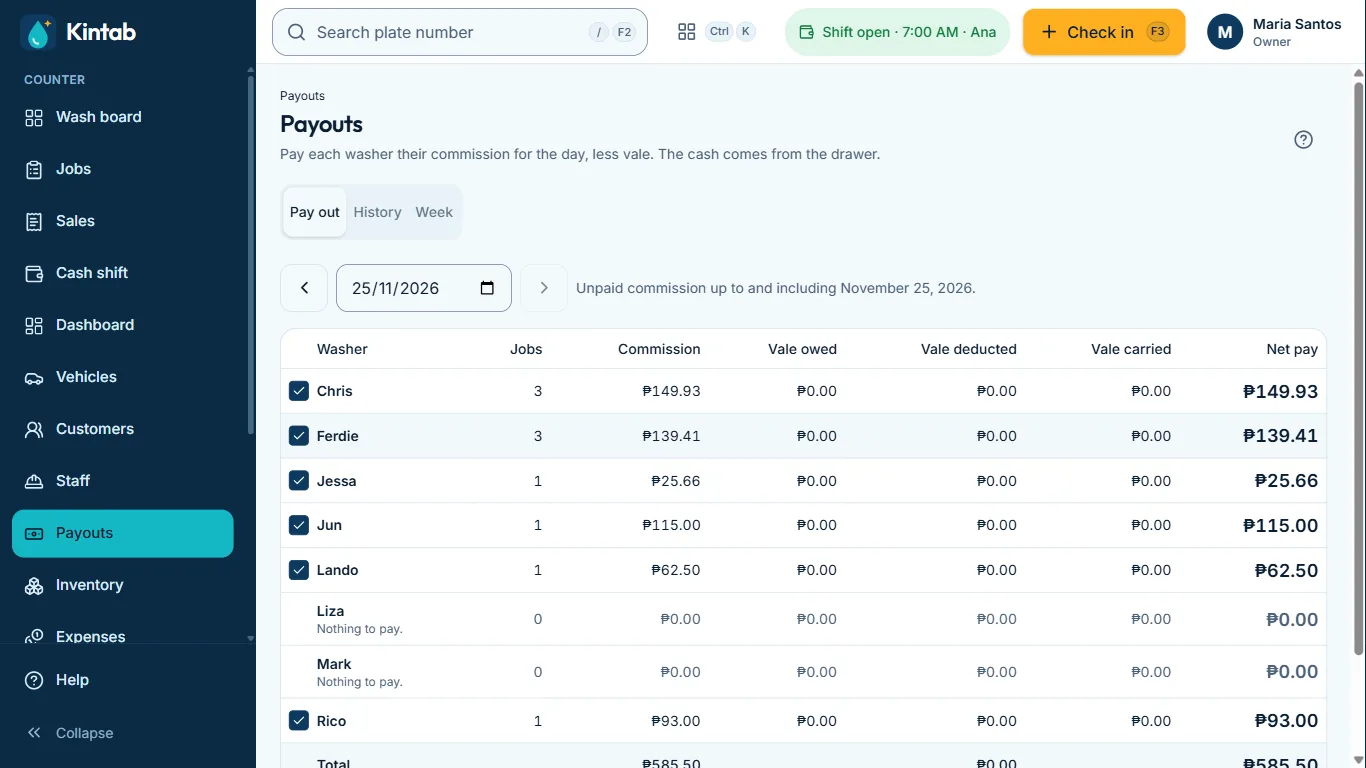 Kintab
Search plate number / F2
Ctrl K
Shift open · 7:00 AM · Ana
+ Check in F3
M
Maria Santos
Owner
COUNTER
Wash board
Jobs
Sales
Cash shift
Dashboard
Vehicles
Customers
Staff
Payouts
Inventory
Expenses
Help
Collapse
Payouts
Payouts
Pay each washer their commission for the day, less vale. The cash comes from the drawer.
Pay out History Week
25/11/2026 Unpaid commission up to and including November 25, 2026.
Washer Jobs Commission Vale owed Vale deducted Vale carried Net pay
Chris 3 ₱149.93 ₱0.00 ₱0.00 ₱0.00 ₱149.93
Ferdie 3 ₱139.41 ₱0.00 ₱0.00 ₱0.00 ₱139.41
Jessa 1 ₱25.66 ₱0.00 ₱0.00 ₱0.00 ₱25.66
Jun 1 ₱115.00 ₱0.00 ₱0.00 ₱0.00 ₱115.00
Lando 1 ₱62.50 ₱0.00 ₱0.00 ₱0.00 ₱62.50
Liza 0 ₱0.00 ₱0.00 ₱0.00 ₱0.00 ₱0.00
Nothing to pay.
Mark 0 ₱0.00 ₱0.00 ₱0.00 ₱0.00 ₱0.00
Nothing to pay.
Rico 1 ₱93.00 ₱0.00 ₱0.00 ₱0.00 ₱93.00
Total ₱585.50 ₱0.00 ₱585.50